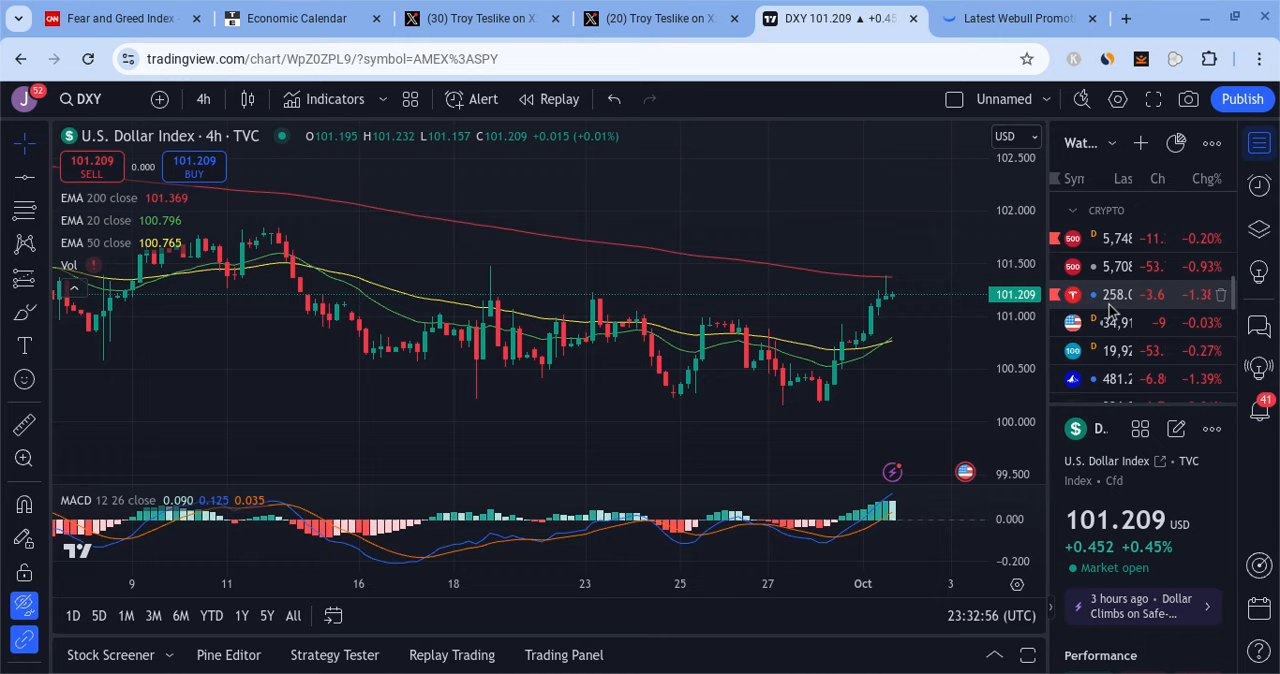 CNN Fear and Greed Index -
Economic Calendar
(30) Troy Teslike on X
(20) Troy Teslike on X
DXY 101.209 ▲ +0.45
Latest Webull Promoti
tradingview.com/chart/WpZ0ZPL9/?symbol=AMEX%3ASPY
K
J 52
DXY
4h
Indicators
Alert
Replay
Unnamed
Publish
$ U.S. Dollar Index · 4h · TVC
O101.195 H101.232 L101.157 C101.209 +0.015 (+0.01%)
USD
101.209
SELL
0.000
101.209
BUY
EMA 200 close 101.369
EMA 20 close 100.796
EMA 50 close 100.765
Vol
102.500
102.000
101.500
101.209
101.000
100.500
100.000
99.500
MACD 12 26 close 0.090 0.125 0.035
0.000
−0.200
9 11 16 18 23 25 27 Oct 3
1D 5D 1M 3M 6M YTD 1Y 5Y All
23:32:56 (UTC)
Stock Screener
Pine Editor
Strategy Tester
Replay Trading
Trading Panel
Wat...
Syn Las Ch Chg%
CRYPTO
500 D 5,748 −11. −0.20%
500 5,708 −53. −0.93%
258.0 −3.6 −1.38
D 34,91 −9 −0.03%
100 D 19,92 −53. −0.27%
481.2 −6.8 −1.39%
$ D..
U.S. Dollar Index TVC
Index • Cfd
101.209 USD
+0.452 +0.45%
Market open
3 hours ago • Dollar
Climbs on Safe-...
Performance
41